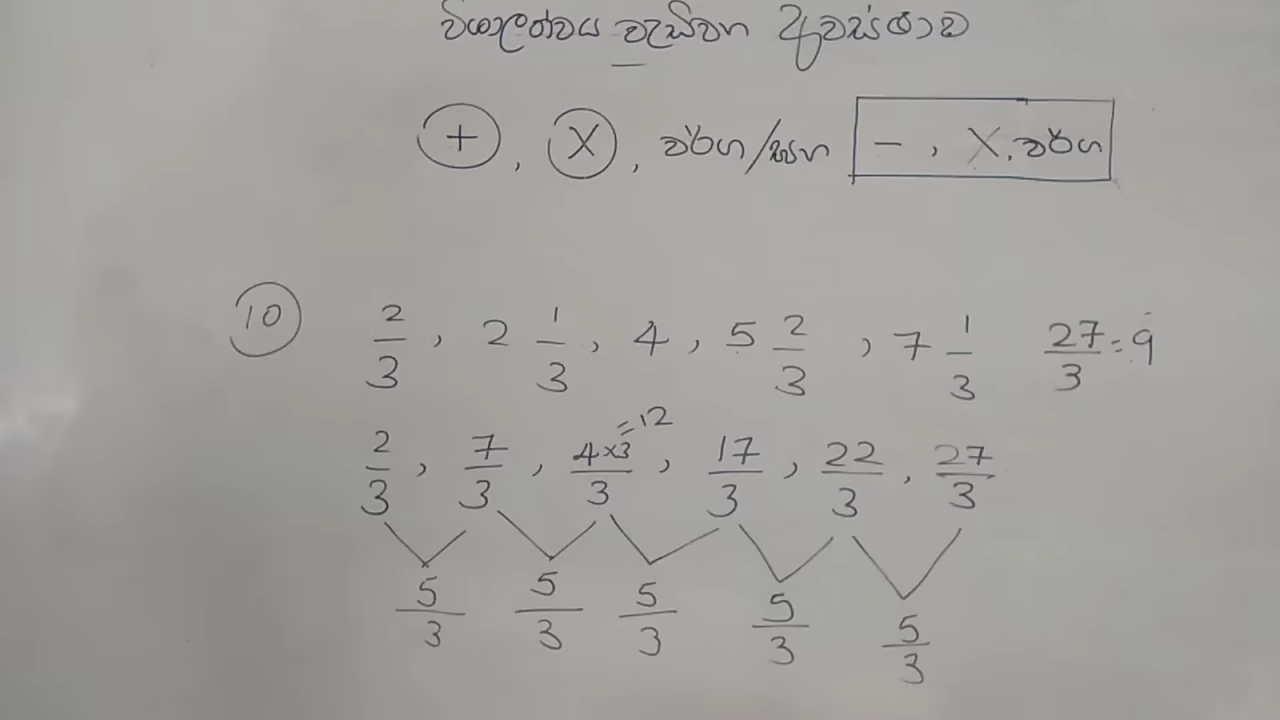 විශාලත්වය වැඩිවන අවස්ථාව
+ , X , වර්ග/ඝන - , X, වර්ග
10 2/3 , 2 1/3 , 4 , 5 2/3 , 7 1/3 27/3 = 9
2/3 , 7/3 , 4×3/3 =12 , 17/3 , 22/3 , 27/3
5/3 5/3 5/3 5/3 5/3